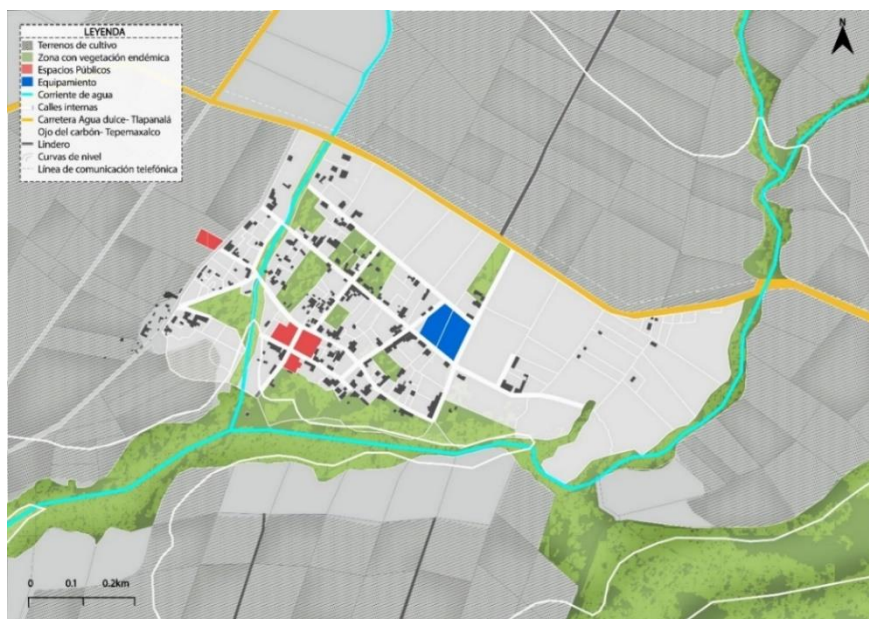 LEYENDA
Terrenos de cultivo
Zona con vegetación endémica
Espacios Públicos
Equipamiento
Corriente de agua
Calles internas
Carretera Agua dulce- Tlapanalá
Ojo del carbón- Tepemaxalco
Lindero
Curvas de nivel
Línea de comunicación telefónica
N
0 0.1 0.2km